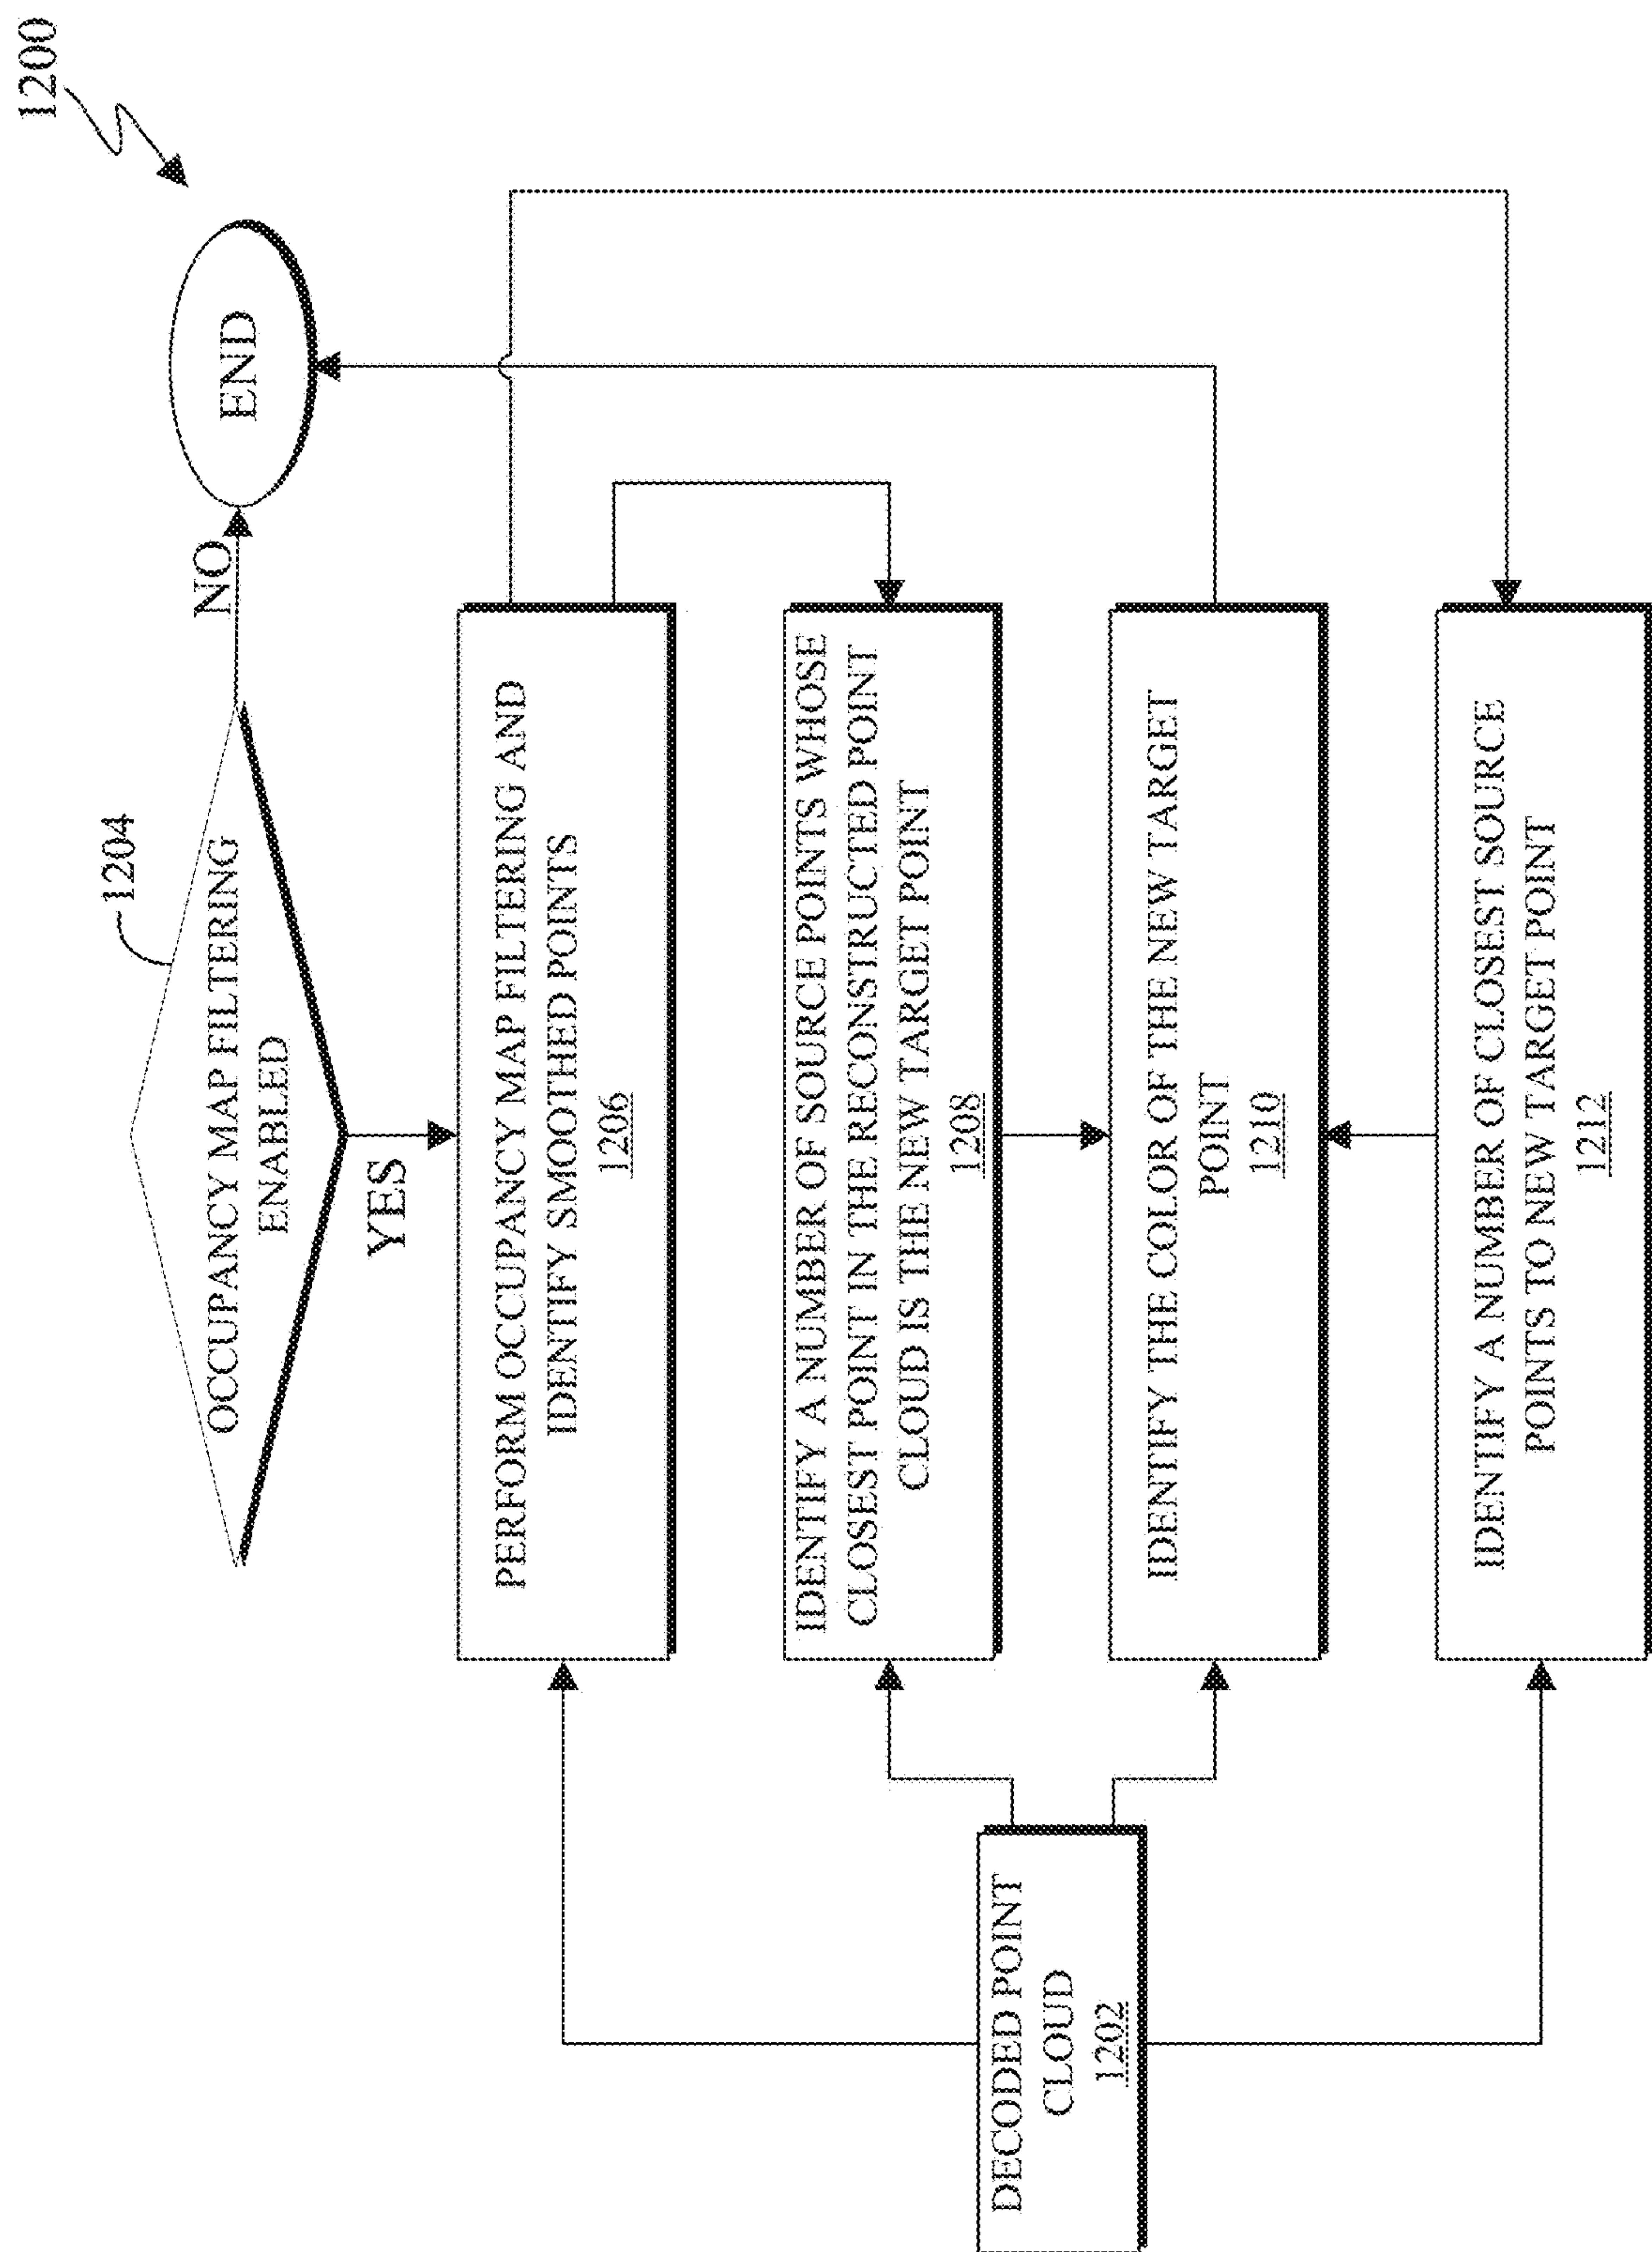 1200
1204
OCCUPANCY MAP FILTERING
ENABLED
NO
END
YES
PERFORM OCCUPANCY MAP FILTERING AND
IDENTIFY SMOOTHED POINTS
1206
IDENTIFY A NUMBER OF SOURCE POINTS WHOSE
CLOSEST POINT IN THE RECONSTRUCTED POINT
CLOUD IS THE NEW TARGET POINT
1208
DECODED POINT
CLOUD
1202
IDENTIFY THE COLOR OF THE NEW TARGET
POINT
1210
IDENTIFY A NUMBER OF CLOSEST SOURCE
POINTS TO NEW TARGET POINT
1212